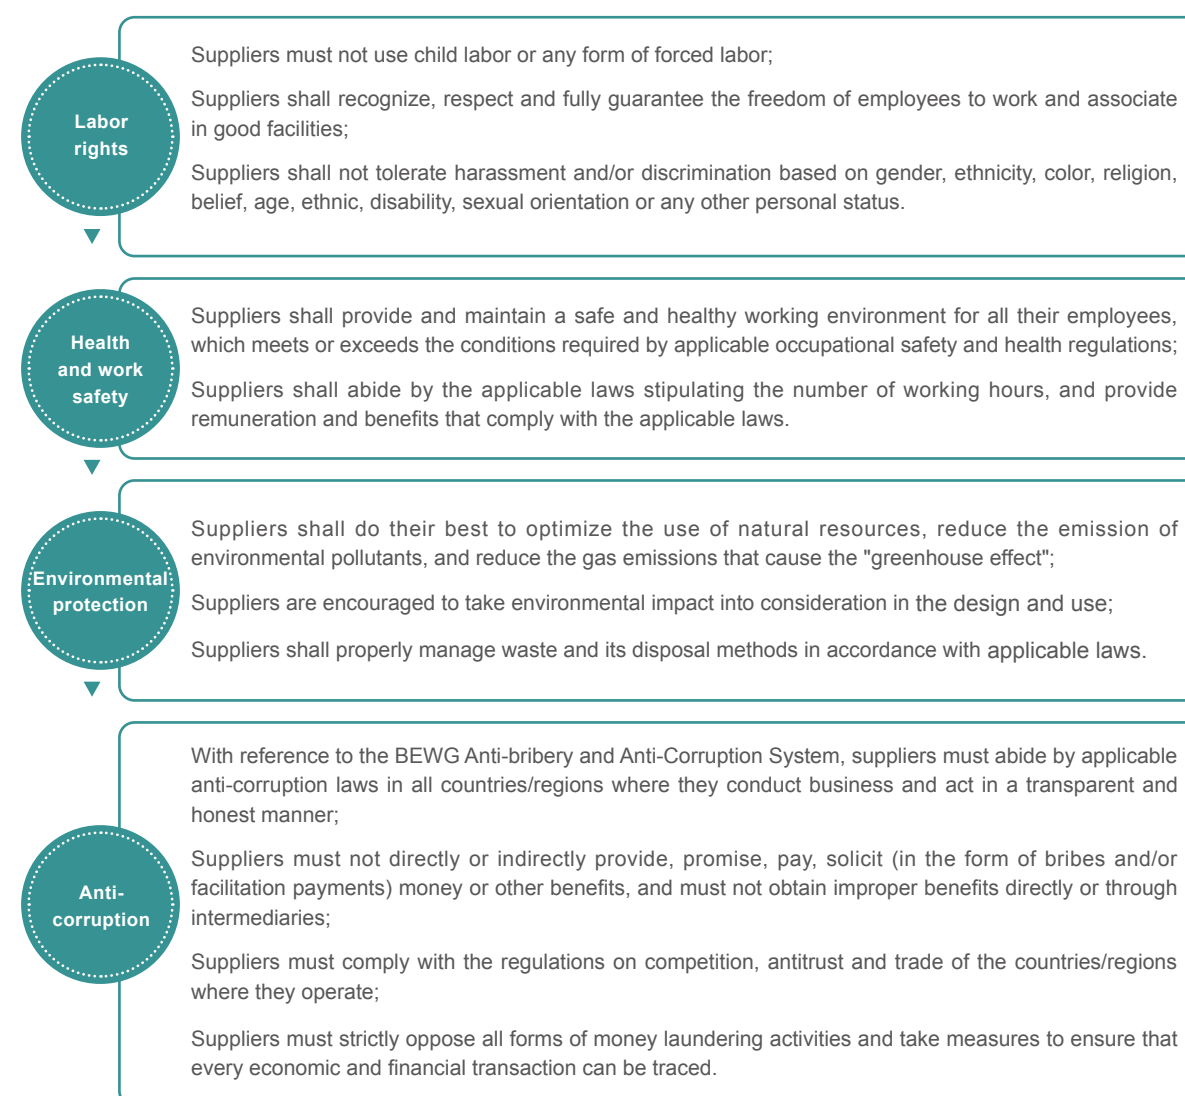 Labor
rights
Suppliers must not use child labor or any form of forced labor;
Suppliers shall recognize, respect and fully guarantee the freedom of employees to work and associate
in good facilities;
Suppliers shall not tolerate harassment and/or discrimination based on gender, ethnicity, color, religion,
belief, age, ethnic, disability, sexual orientation or any other personal status.
Health
and work
safety
Suppliers shall provide and maintain a safe and healthy working environment for all their employees,
which meets or exceeds the conditions required by applicable occupational safety and health regulations;
Suppliers shall abide by the applicable laws stipulating the number of working hours, and provide
remuneration and benefits that comply with the applicable laws.
Environmental
protection
Suppliers shall do their best to optimize the use of natural resources, reduce the emission of
environmental pollutants, and reduce the gas emissions that cause the "greenhouse effect";
Suppliers are encouraged to take environmental impact into consideration in the design and use;
Suppliers shall properly manage waste and its disposal methods in accordance with applicable laws.
Anti-
corruption
With reference to the BEWG Anti-bribery and Anti-Corruption System, suppliers must abide by applicable
anti-corruption laws in all countries/regions where they conduct business and act in a transparent and
honest manner;
Suppliers must not directly or indirectly provide, promise, pay, solicit (in the form of bribes and/or
facilitation payments) money or other benefits, and must not obtain improper benefits directly or through
intermediaries;
Suppliers must comply with the regulations on competition, antitrust and trade of the countries/regions
where they operate;
Suppliers must strictly oppose all forms of money laundering activities and take measures to ensure that
every economic and financial transaction can be traced.